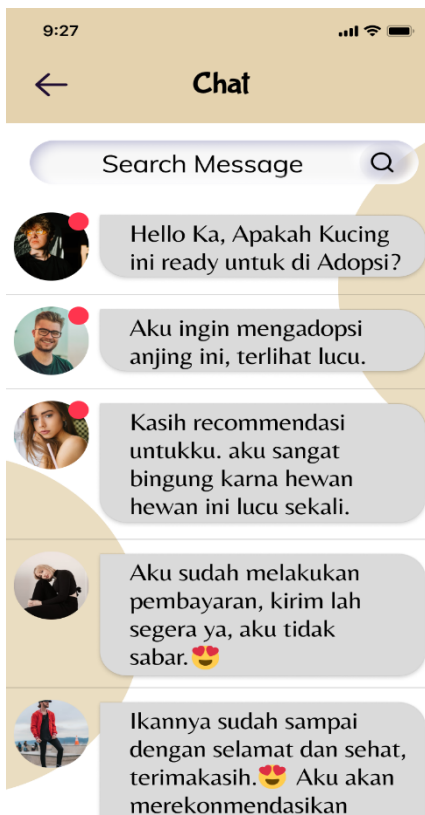 9:27
Chat
Search Message
Hello Ka, Apakah Kucing
ini ready untuk di Adopsi?
Aku ingin mengadopsi
anjing ini, terlihat lucu.
Kasih recommendasi
untukku. aku sangat
bingung karna hewan
hewan ini lucu sekali.
Aku sudah melakukan
pembayaran, kirim lah
segera ya, aku tidak
sabar.😍
Ikannya sudah sampai
dengan selamat dan sehat,
terimakasih.😍 Aku akan
merekonmendasikan